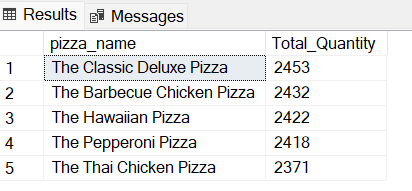 Results Messages
pizza_name Total_Quantity
1 The Classic Deluxe Pizza 2453
2 The Barbecue Chicken Pizza 2432
3 The Hawaiian Pizza 2422
4 The Pepperoni Pizza 2418
5 The Thai Chicken Pizza 2371